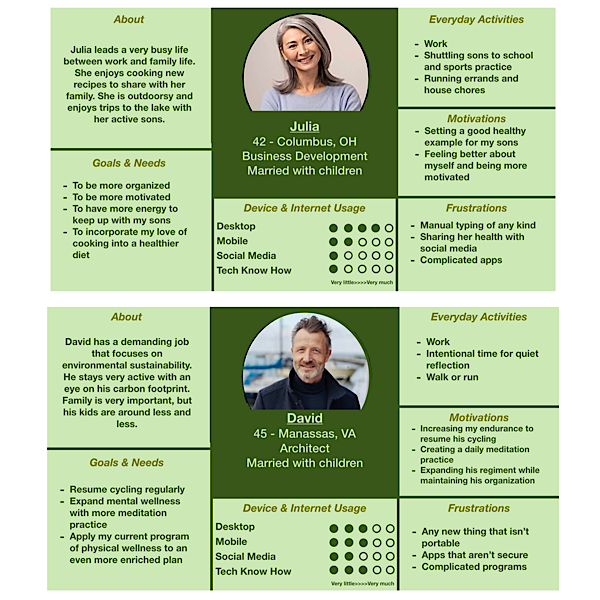 About
Julia leads a very busy life
between work and family life.
She enjoys cooking new
recipes to share with her
family. She is outdoorsy and
enjoys trips to the lake with
her active sons.
Goals & Needs
- To be more organized
- To be more motivated
- To have more energy to
keep up with my sons
- To incorporate my love of
cooking into a healthier
diet
Julia
42 - Columbus, OH
Business Development
Married with children
Device & Internet Usage
Desktop
Mobile
Social Media
Tech Know How
Very little>>>>Very much
Everyday Activities
- Work
- Shuttling sons to school
and sports practice
- Running errands and
house chores
Motivations
- Setting a good healthy
example for my sons
- Feeling better about
myself and being more
motivated
Frustrations
- Manual typing of any kind
- Sharing her health with
social media
- Complicated apps
About
David has a demanding job
that focuses on
environmental sustainability.
He stays very active with an
eye on his carbon footprint.
Family is very important, but
his kids are around less and
less.
Goals & Needs
- Resume cycling regularly
- Expand mental wellness
with more meditation
practice
- Apply my current program
of physical wellness to an
even more enriched plan
David
45 - Manassas, VA
Architect
Married with children
Device & Internet Usage
Desktop
Mobile
Social Media
Tech Know How
Very little>>>>Very much
Everyday Activities
- Work
- Intentional time for quiet
reflection
- Walk or run
Motivations
- Increasing my endurance to
resume his cycling
- Creating a daily meditation
practice
- Expanding his regiment while
maintaining his organization
Frustrations
- Any new thing that isn't
portable
- Apps that aren't secure
- Complicated programs